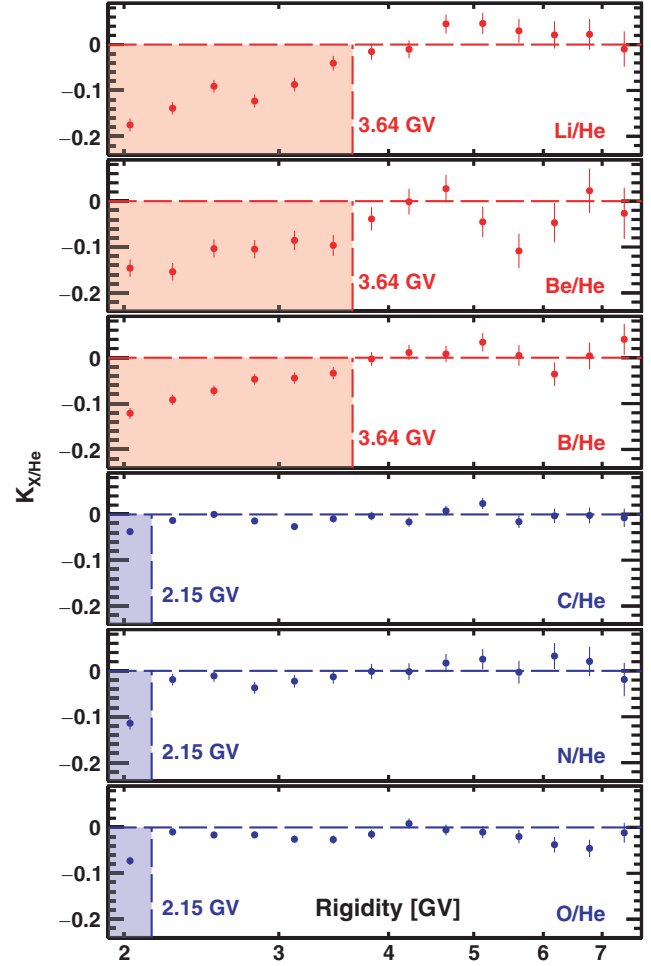 0
−0.1
−0.2
3.64 GV
Li/He
0
−0.1
−0.2
3.64 GV
Be/He
0
−0.1
−0.2
3.64 GV
B/He
K_X/He
0
−0.1
−0.2
2.15 GV
C/He
0
−0.1
−0.2
2.15 GV
N/He
0
−0.1
−0.2
2.15 GV
Rigidity [GV]
O/He
2 3 4 5 6 7